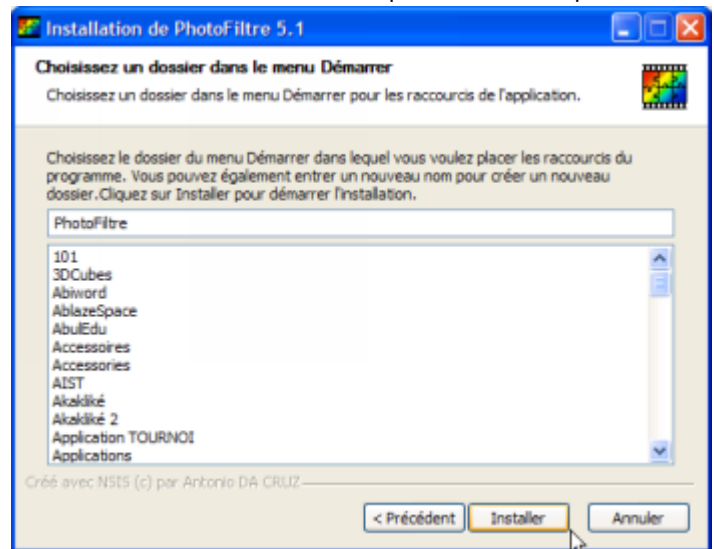 Installation de PhotoFiltre 5.1
Choisissez un dossier dans le menu Démarrer
Choisissez un dossier dans le menu Démarrer pour les raccourcis de l'application.
Choisissez le dossier du menu Démarrer dans lequel vous voulez placer les raccourcis du
programme. Vous pouvez également entrer un nouveau nom pour créer un nouveau
dossier.Cliquez sur Installer pour démarrer l'installation.
PhotoFiltre
101
3DCubes
Abiword
AblazeSpace
AbulEdu
Accessoires
Accessories
AIST
Akakliké
Akakliké 2
Application TOURNOI
Applications
Créé avec NSIS (c) par Antonio DA CRUZ
< Précédent Installer Annuler